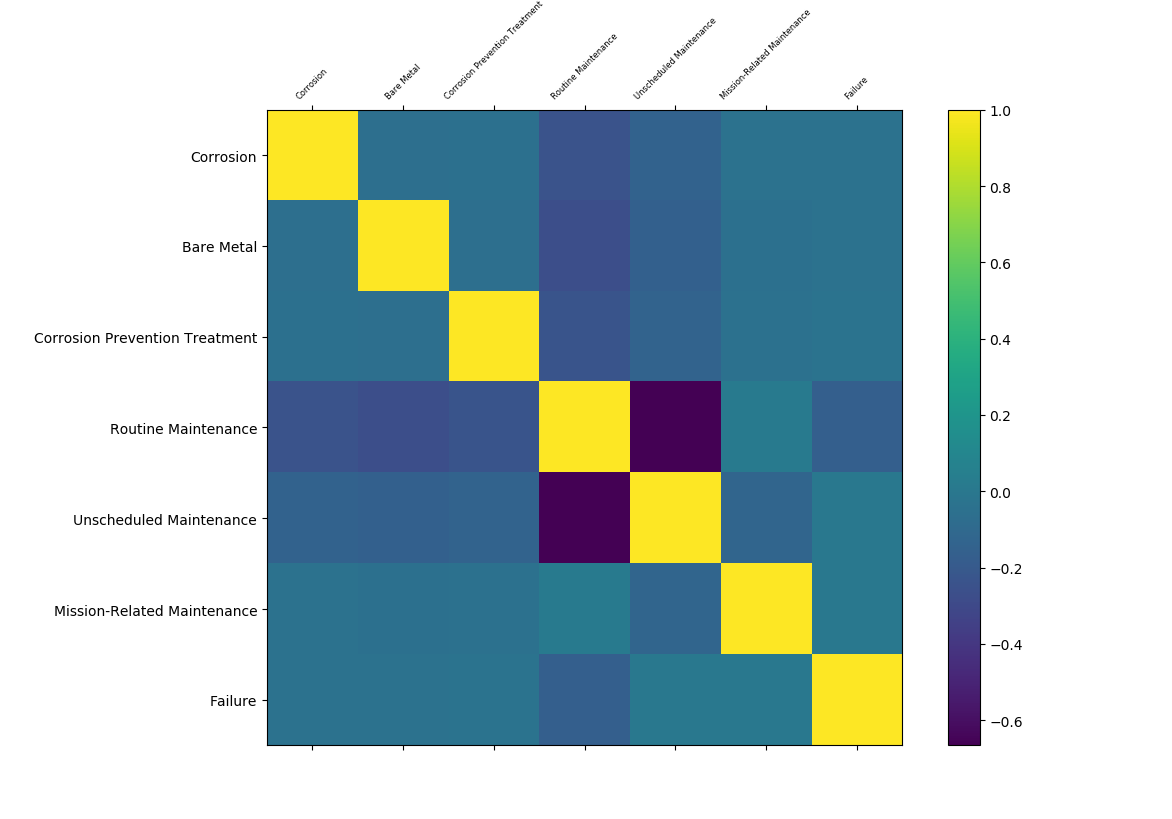 Corrosion
Bare Metal
Corrosion Prevention Treatment
Routine Maintenance
Unscheduled Maintenance
Mission-Related Maintenance
Failure
Corrosion
Bare Metal
Corrosion Prevention Treatment
Routine Maintenance
Unscheduled Maintenance
Mission-Related Maintenance
Failure
1.0
0.8
0.6
0.4
0.2
0.0
−0.2
−0.4
−0.6